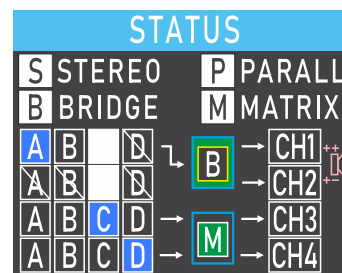 STATUS
S STEREO P PARALL
B BRIDGE M MATRIX
A B D B CH1
A B D CH2
A B C D M CH3
A B C D CH4